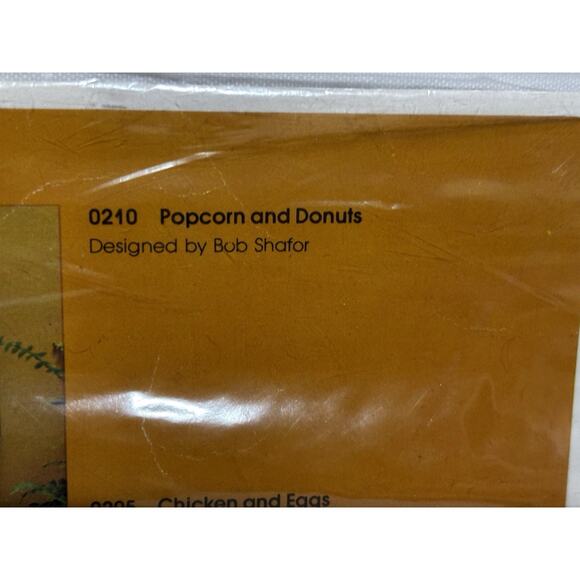 0210 Popcorn and Donuts
Designed by Bob Shafor
Chicken and Eggs